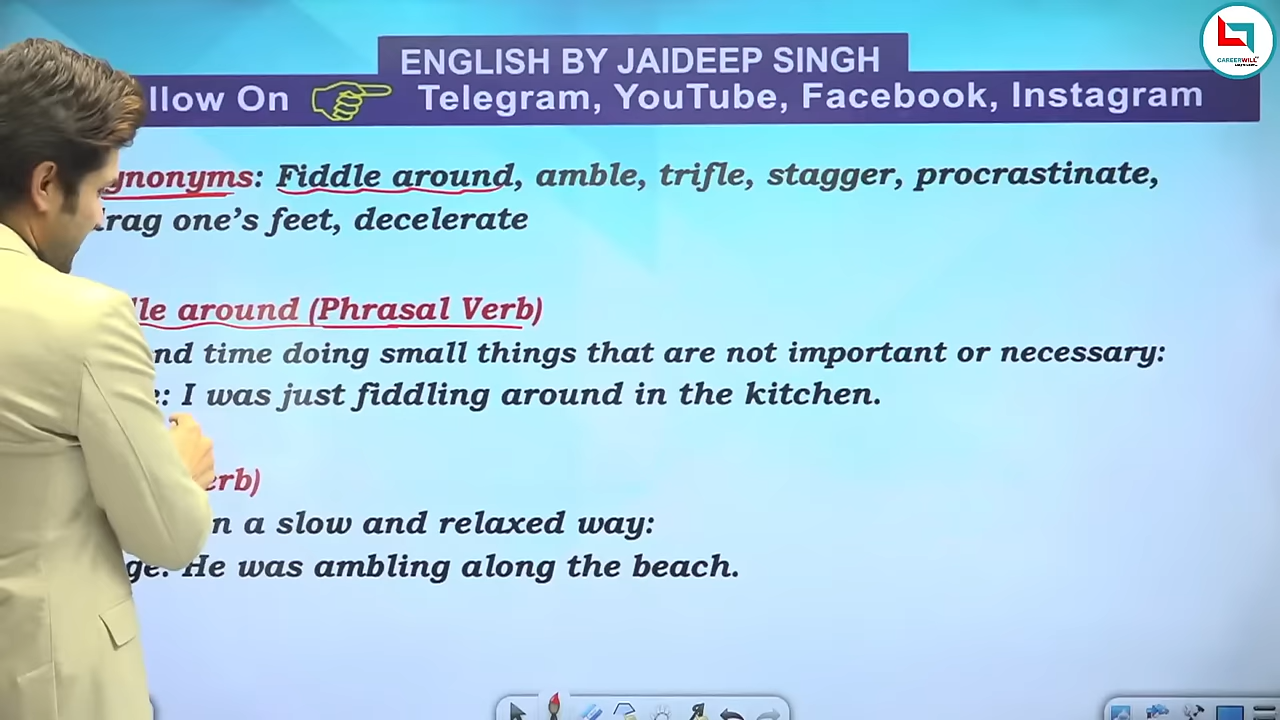 ENGLISH BY JAIDEEP SINGH
llow On Telegram, YouTube, Facebook, Instagram
CAREERWILL
ynonyms: Fiddle around, amble, trifle, stagger, procrastinate,
rag one's feet, decelerate
le around (Phrasal Verb)
nd time doing small things that are not important or necessary:
e: I was just fiddling around in the kitchen.
erb)
n a slow and relaxed way:
ge: He was ambling along the beach.